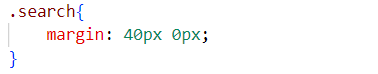 .search{
    margin: 40px 0px;
}